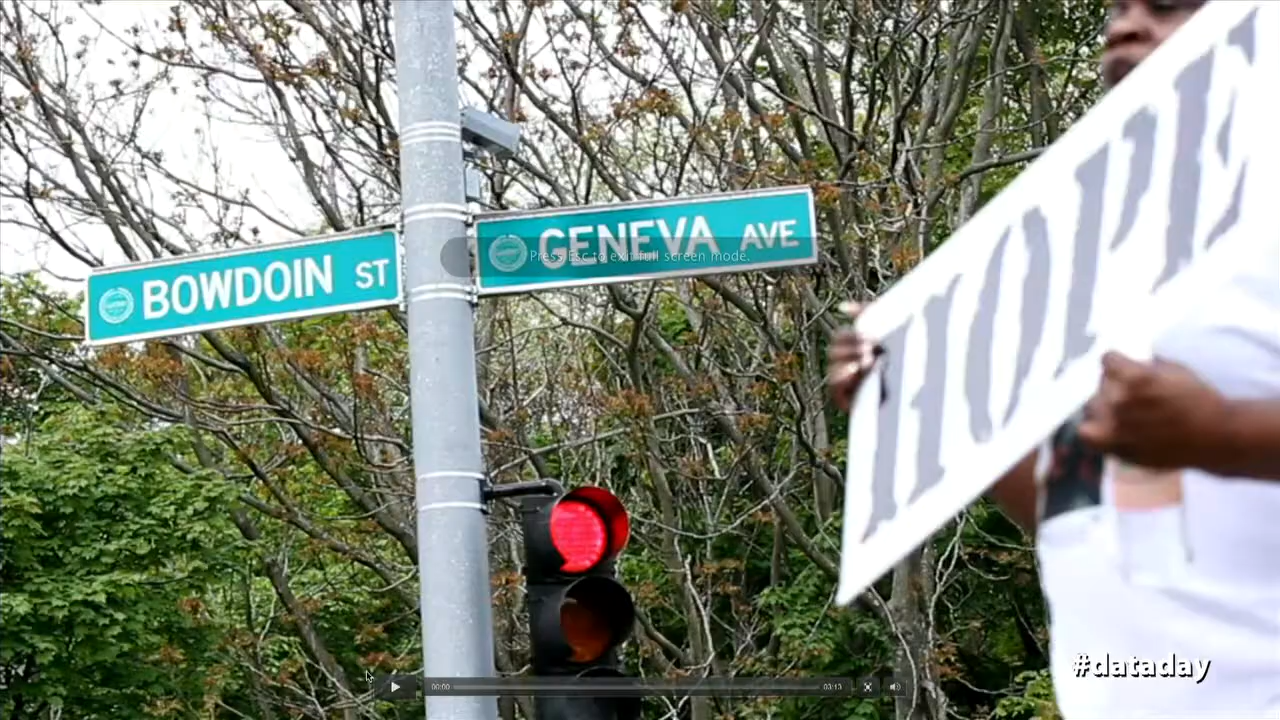 BOWDOIN ST
GENEVA AVE
Press Esc to exit full screen mode.
HOPE
00:00
03:13
#dataday